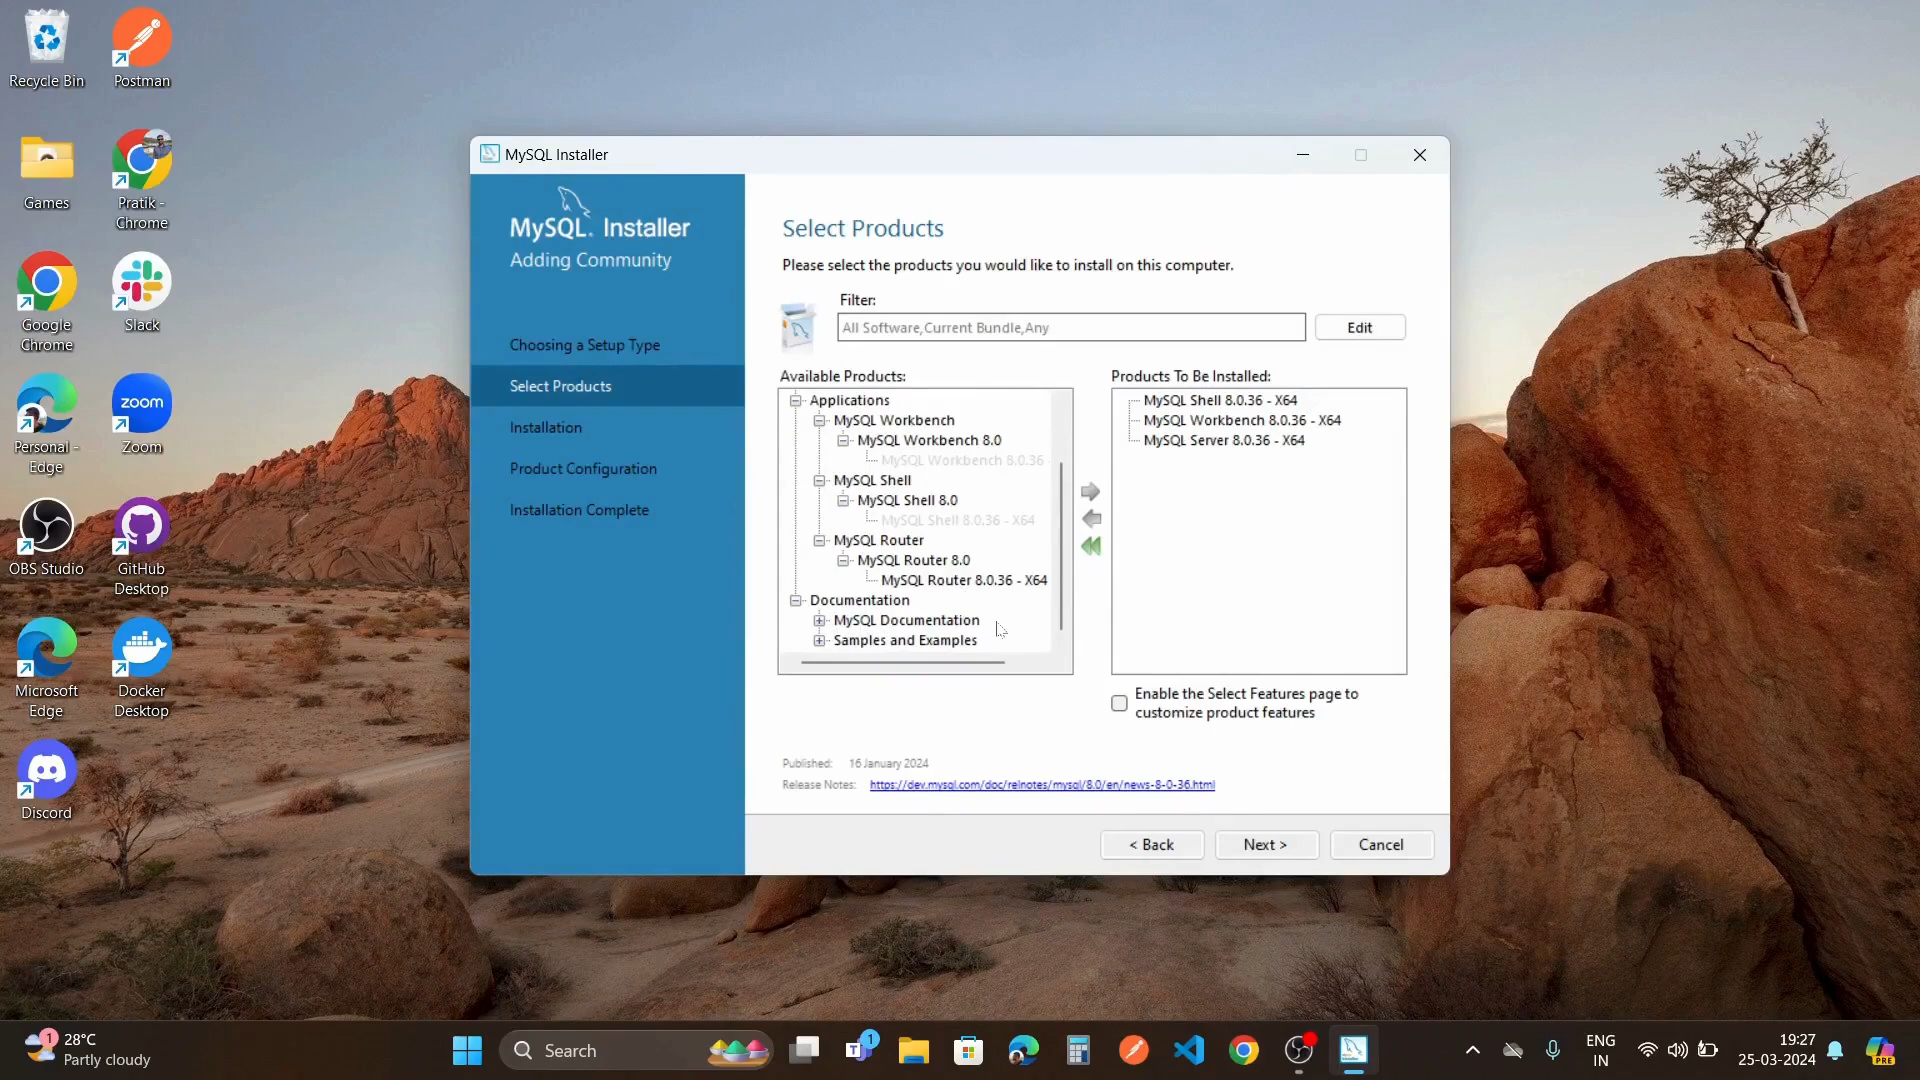 Recycle Bin
Postman
Games
Pratik -
Chrome
Google
Chrome
Slack
Personal -
Edge
Zoom
zoom
OBS Studio
GitHub
Desktop
Microsoft
Edge
Docker
Desktop
Discord
MySQL Installer
MySQL. Installer
Adding Community
Choosing a Setup Type
Select Products
Installation
Product Configuration
Installation Complete
Select Products
Please select the products you would like to install on this computer.
Filter:
All Software,Current Bundle,Any
Edit
Available Products:
Applications
MySQL Workbench
MySQL Workbench 8.0
MySQL Workbench 8.0.36
MySQL Shell
MySQL Shell 8.0
MySQL Shell 8.0.36 - X64
MySQL Router
MySQL Router 8.0
MySQL Router 8.0.36 - X64
Documentation
MySQL Documentation
Samples and Examples
Products To Be Installed:
MySQL Shell 8.0.36 - X64
MySQL Workbench 8.0.36 - X64
MySQL Server 8.0.36 - X64
Enable the Select Features page to
customize product features
Published: 16 January 2024
Release Notes: https://dev.mysql.com/doc/relnotes/mysql/8.0/en/news-8-0-36.html
< Back
Next >
Cancel
1
28°C
Partly cloudy
Search
1
ENG
IN
19:27
25-03-2024
PRE